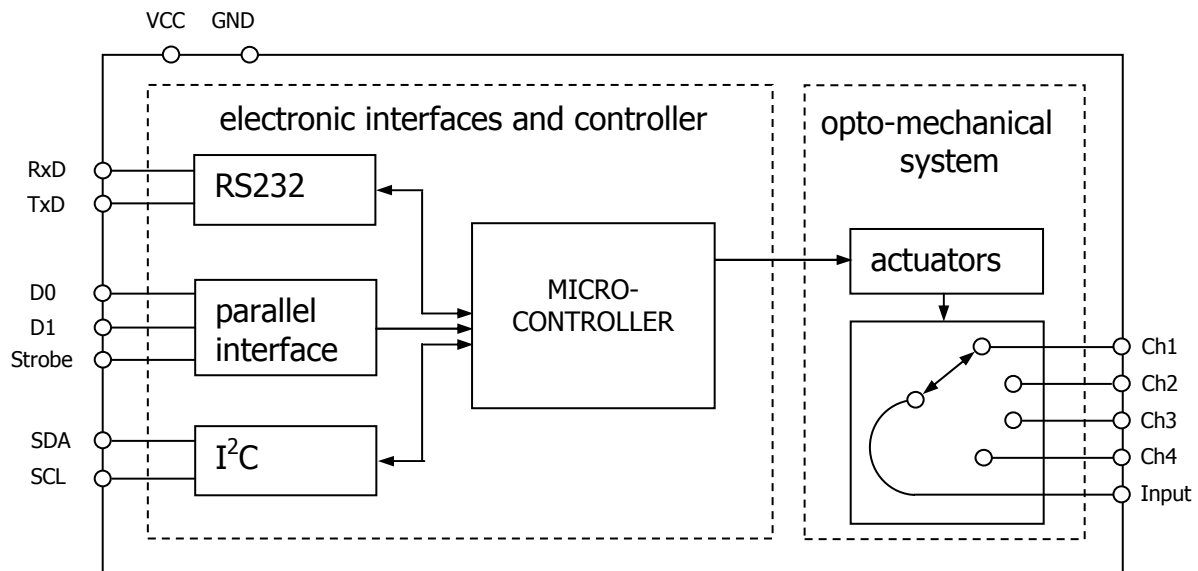 VCC GND
electronic interfaces and controller
opto-mechanical
system
RxD
TxD
RS232
D0
D1
Strobe
parallel
interface
SDA
SCL
I²C
MICRO-
CONTROLLER
actuators
Ch1
Ch2
Ch3
Ch4
Input